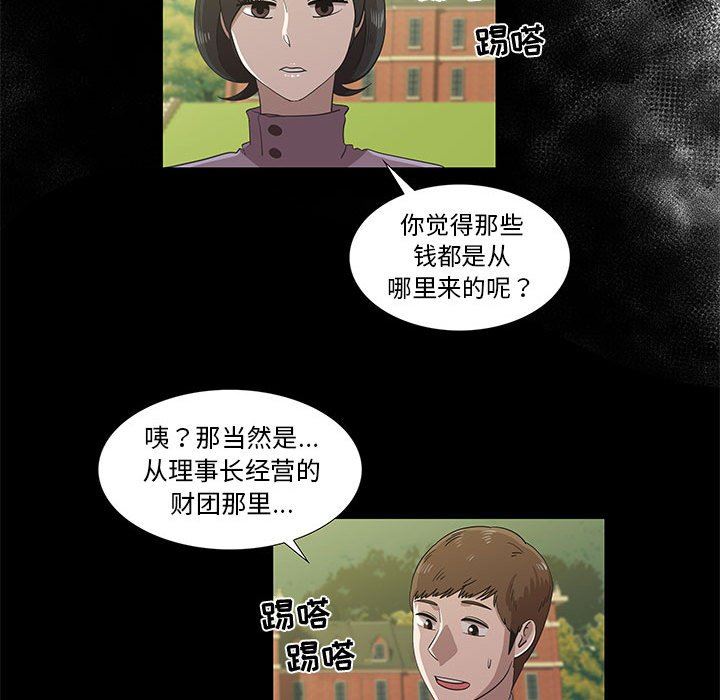 踢嗒
你觉得那些
钱都是从
哪里来的呢？
咦？那当然是...
从理事长经营的
财团那里...
踢嗒
踢嗒